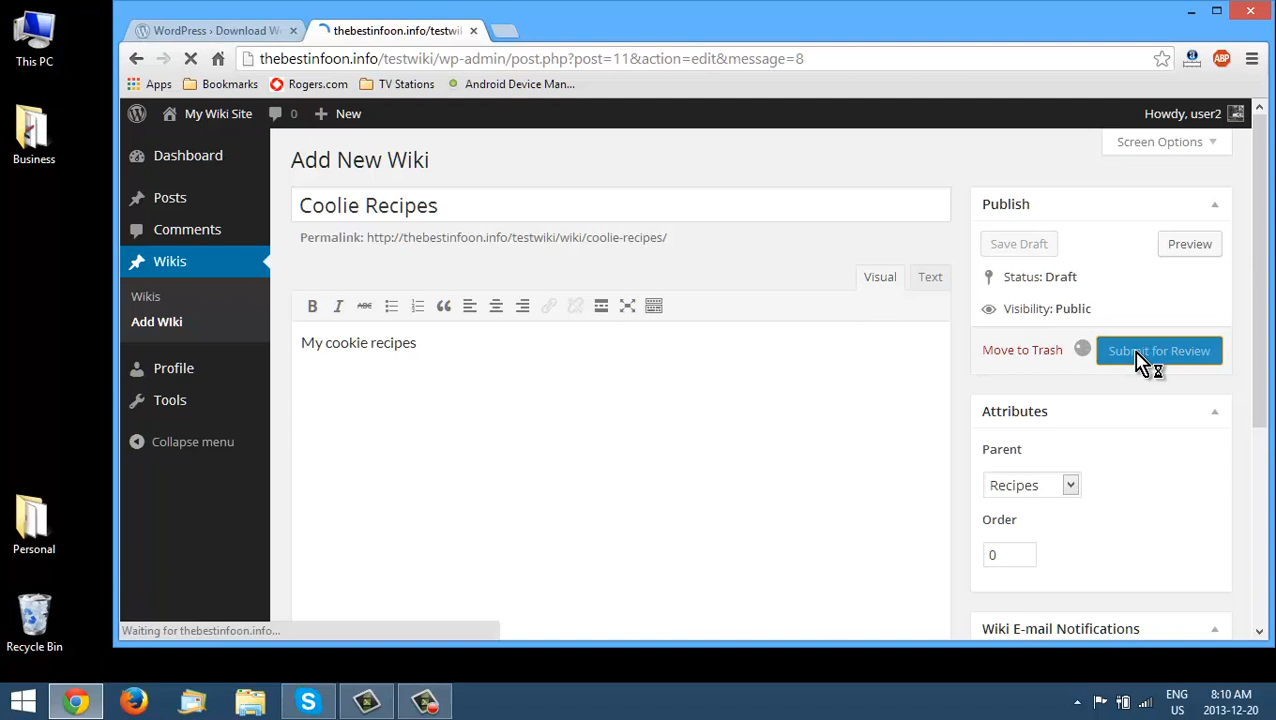 This PC
Business
Personal
Recycle Bin
WordPress › Download W
thebestinfoon.info/testwi
thebestinfoon.info/testwiki/wp-admin/post.php?post=11&action=edit&message=8
ABP
Apps
Bookmarks
Rogers.com
TV Stations
Android Device Man...
My Wiki Site
0
New
Howdy, user2
Dashboard
Posts
Comments
Wikis
Wikis
Add Wiki
Profile
Tools
Collapse menu
Screen Options
Add New Wiki
Coolie Recipes
Permalink: http://thebestinfoon.info/testwiki/wiki/coolie-recipes/
Visual
Text
B
I
ABC
My cookie recipes
Publish
Save Draft
Preview
Status: Draft
Visibility: Public
Move to Trash
Submit for Review
Attributes
Parent
Recipes
Order
0
Wiki E-mail Notifications
Waiting for thebestinfoon.info...
ENG
US
8:10 AM
2013-12-20